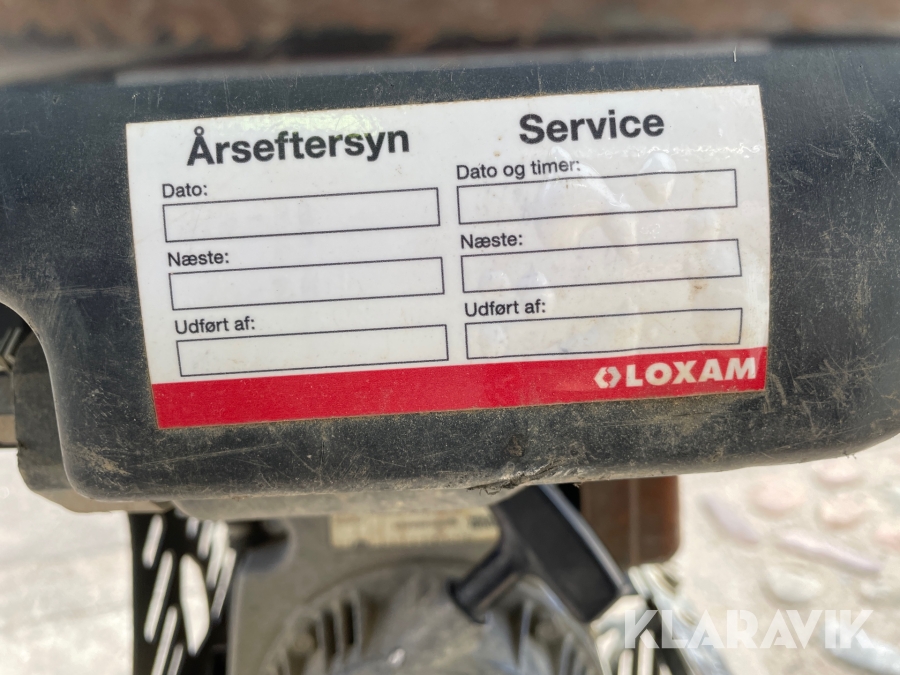 Årseftersyn
Dato:
Næste:
Udført af:
Service
Dato og timer:
Næste:
Udført af:
LOXAM
KLARAVIK